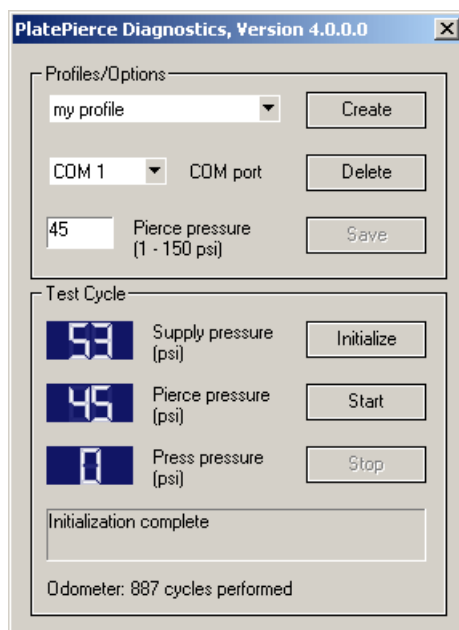 PlatePierce Diagnostics, Version 4.0.0.0
Profiles/Options
my profile
Create
COM 1
COM port
Delete
45
Pierce pressure
(1 - 150 psi)
Save
Test Cycle
53
Supply pressure
(psi)
Initialize
45
Pierce pressure
(psi)
Start
0
Press pressure
(psi)
Stop
Initialization complete
Odometer: 887 cycles performed